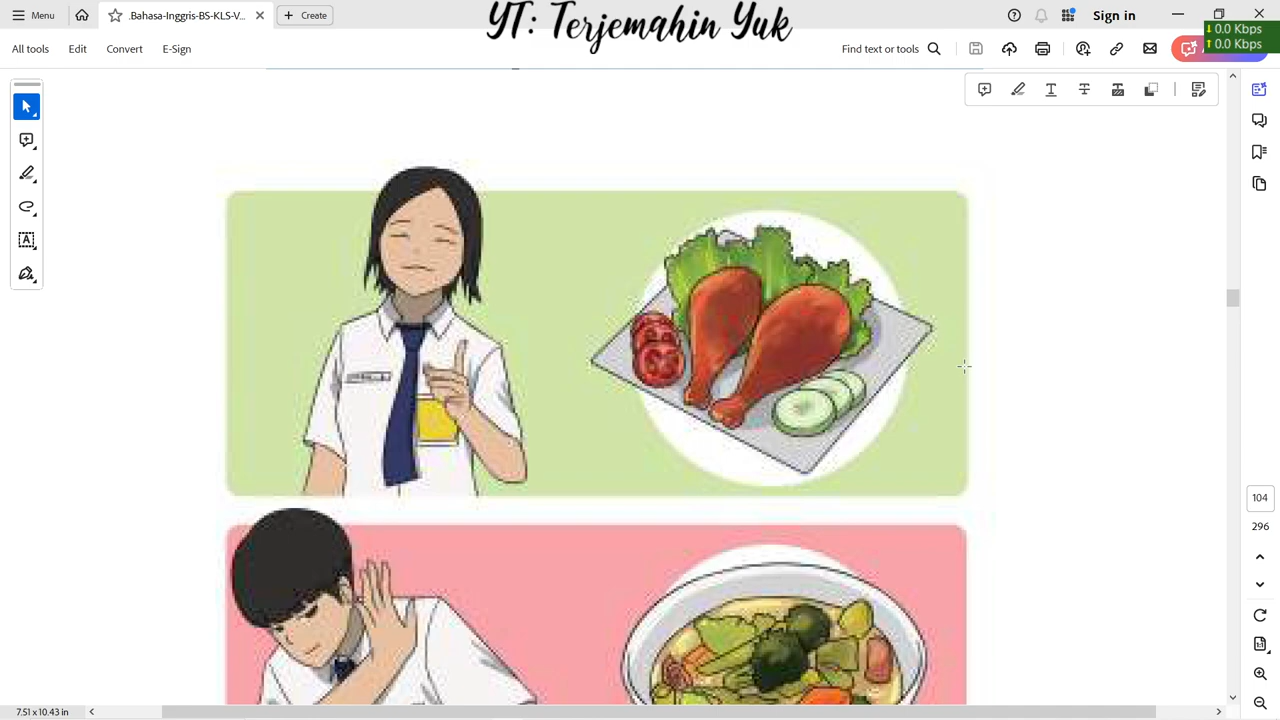 Menu
.Bahasa-Inggris-BS-KLS-V...
Create
YT: Terjemahin Yuk
Sign in
0.0 Kbps
0.0 Kbps
All tools
Edit
Convert
E-Sign
Find text or tools
104
296
7.51 x 10.43 in